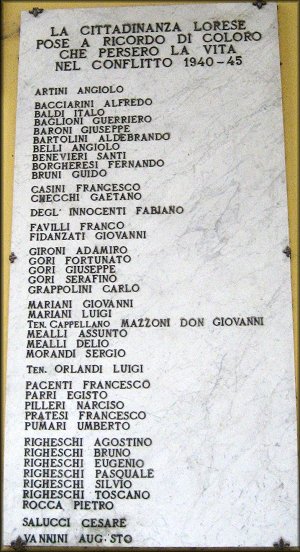 LA CITTADINANZA LORESE
POSE A RICORDO DI COLORO
CHE PERSERO LA VITA
NEL CONFLITTO 1940-45
ARTINI ANGIOLO
BACCIARINI ALFREDO
BALDI ITALO
BAGLIONI GUERRIERO
BARONI GIUSEPPE
BARTOLINI ALDEBRANDO
BELLI ANGIOLO
BENEVIERI SANTI
BORGHERESI FERNANDO
BRUNI GUIDO
CASINI FRANCESCO
CHECCHI GAETANO
DEGL' INNOCENTI FABIANO
FAVILLI FRANCO
FIDANZATI GIOVANNI
GIRONI ADAMIRO
GORI FORTUNATO
GORI GIUSEPPE
GORI SERAFINO
GRAPPOLINI CARLO
MARIANI GIOVANNI
MARIANI LUIGI
TEN. CAPPELLANO MAZZONI DON GIOVANNI
MEALLI ASSUNTO
MEALLI DELIO
MORANDI SERGIO
TEN. ORLANDI LUIGI
PACENTI FRANCESCO
PARRI EGISTO
PILLERI NARCISO
PRATESI FRANCESCO
PUMARI UMBERTO
RIGHESCHI AGOSTINO
RIGHESCHI BRUNO
RIGHESCHI EUGENIO
RIGHESCHI PASQUALE
RIGHESCHI SILVIO
RIGHESCHI TOSCANO
ROCCA PIETRO
SALUCCI CESARE
VANNINI AUG.STO